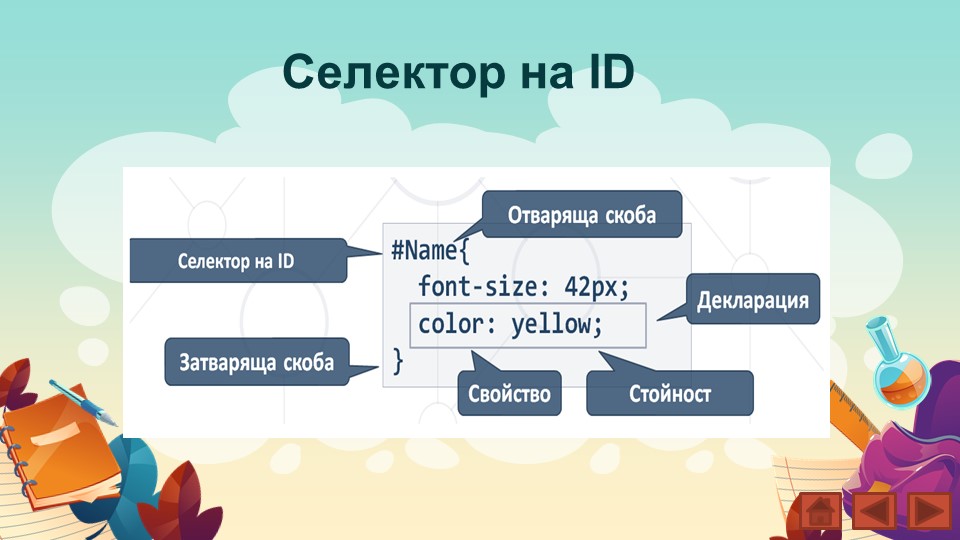 Селектор на ID
Отваряща скоба
Селектор на ID
#Name{
font-size: 42px;
Декларация
color: yellow;
Затваряща скоба
}
Свойство
Стойност